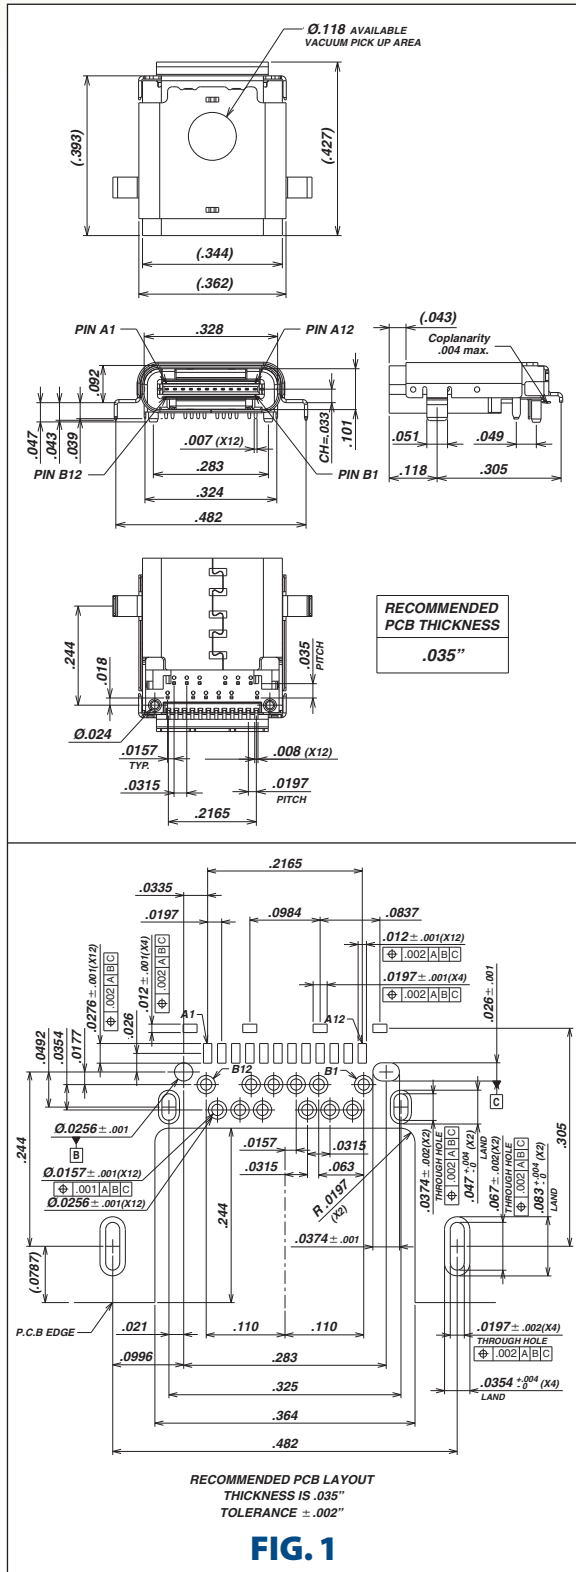 Ø.118 AVAILABLE
VACUUM PICK UP AREA
(.393)
(.427)
(.344)
(.362)
PIN A1
.328
PIN A12
(.043)
Coplanarity
.004 max.
.092
.047
.043
.039
.007 (X12)
CH=.033
.101
PIN B12
.283
PIN B1
.324
.482
.051
.049
.118
.305
.244
.018
.035
PITCH
RECOMMENDED
PCB THICKNESS
.035”
Ø.024
.0157
TYP.
.008 (X12)
.0315
.0197
PITCH
.2165
.2165
.0335
.0197
.0984
.0837
.012 ± .001(X12)
⌖ .002 A B C
.0197 ± .001(X4)
⌖ .002 A B C
.0276 ± .001(X12)
⌖ .002 A B C
.012 ± .001(X4)
⌖ .002 A B C
.026 ± .001
A1
A12
.026
.0492
.0354
.0177
B12
B1
C
.244
.305
Ø.0256 ± .001
B
Ø.0157 ± .001(X12)
⌖ .001 A B C
Ø.0256 ± .001(X12)
.0157
.0315
.0315
.063
R .0197
(X2)
.0374 ± .002(X2)
THROUGH HOLE
⌖ .002 A B C
.047 +.004 -0 (X2)
LAND
.067 ± .002(X2)
THROUGH HOLE
⌖ .002 A B C
.083 +.004 -0 (X2)
LAND
.244
.0374 ± .001
(.0787)
P.C.B EDGE
.021
.110
.110
.0197 ± .002(X4)
THROUGH HOLE
⌖ .002 A B C
.0996
.283
.0354 +.004 -0 (X4)
LAND
.325
.364
.482
RECOMMENDED PCB LAYOUT
THICKNESS IS .035”
TOLERANCE ± .002”
FIG. 1